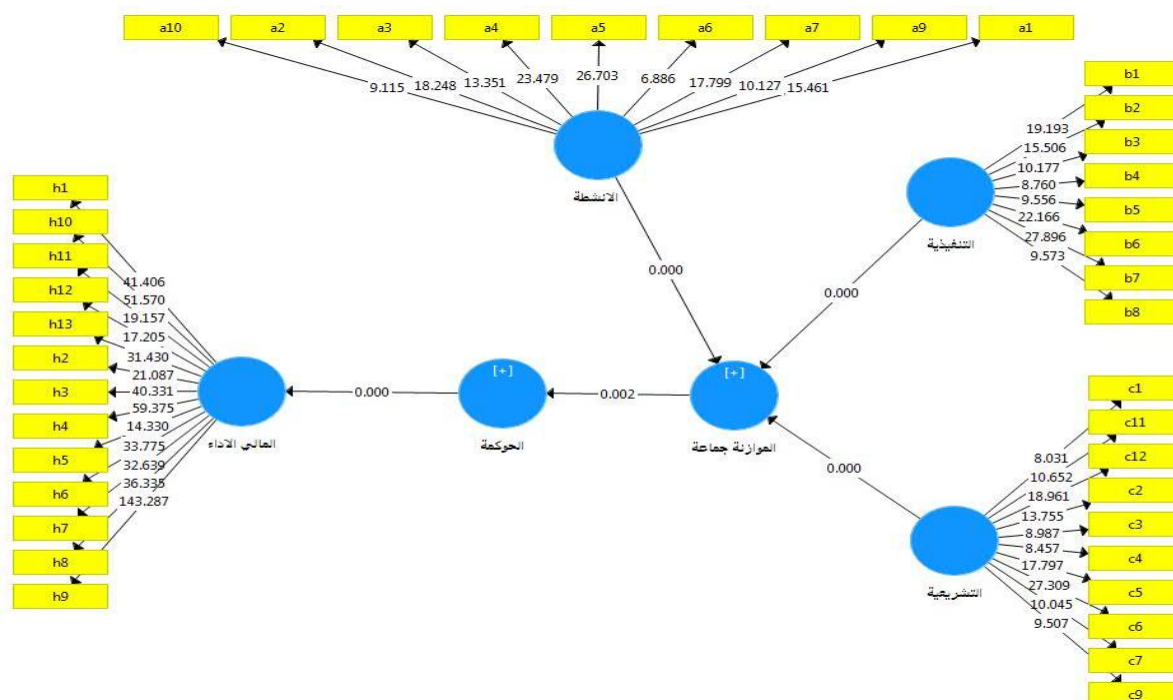 a10
a2
a3
a4
a5
a6
a7
a9
a1
9.115
18.248
13.351
23.479
26.703
6.886
17.799
10.127
15.461
الانشطة
b1
b2
b3
b4
b5
b6
b7
b8
19.193
15.506
10.177
8.760
9.556
22.166
27.896
9.573
التنفيذية
h1
h10
h11
h12
h13
h2
h3
h4
h5
h6
h7
h8
h9
41.406
51.570
19.157
17.205
31.430
21.087
40.331
59.375
14.330
33.775
32.639
36.335
143.287
المالي الاداء
0.000
[+]
الحوكمة
0.002
[+]
الموازنة جماعة
0.000
0.000
0.000
c1
c11
c12
c2
c3
c4
c5
c6
c7
c9
8.031
10.652
18.961
13.755
8.987
8.457
17.797
27.309
10.045
9.507
التشريعية